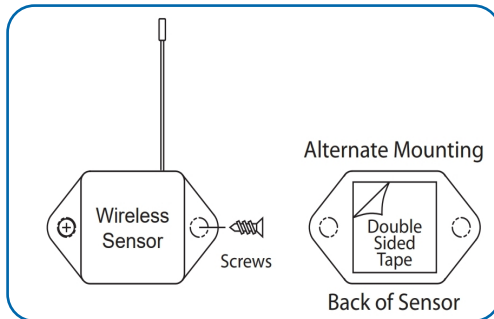 Wireless
Sensor
Screws
Alternate Mounting
Double
Sided
Tape
Back of Sensor